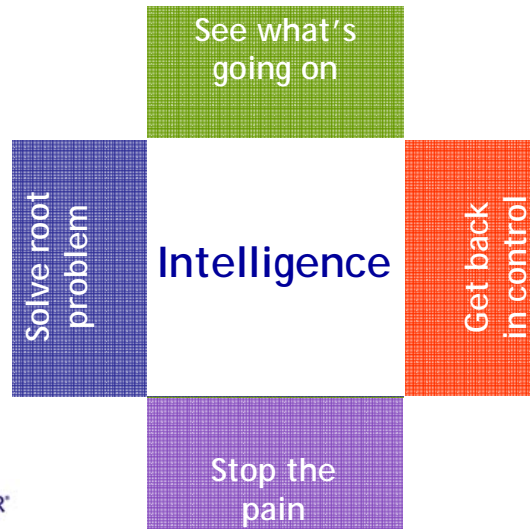 See what's
going on
Solve root
problem
Intelligence
Get back
in control
Stop the
pain
R®